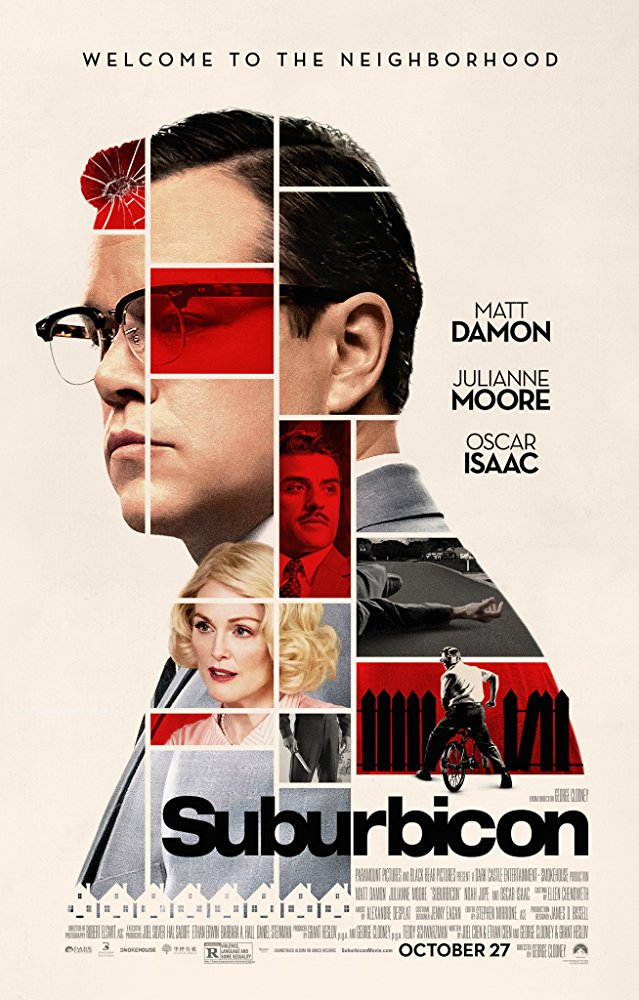 WELCOME TO THE NEIGHBORHOOD
MATT
DAMON
JULIANNE
MOORE
OSCAR
ISAAC
FROM DIRECTOR GEORGE CLOONEY
Suburbicon
PARAMOUNT PICTURES AND BLACK BEAR PICTURES PRESENT A DARK CASTLE ENTERTAINMENT - SMOKEHOUSE PRODUCTION
MATT DAMON JULIANNE MOORE "SUBURBICON" NOAH JUPE AND OSCAR ISAAC CASTING BY ELLEN CHENOWETH
MUSIC BY ALEXANDRE DESPLAT COSTUME DESIGNER JENNY EAGAN EDITED BY STEPHEN MIRRIONE, ACE PRODUCTION DESIGNER JAMES D. BISSELL
DIRECTOR OF PHOTOGRAPHY ROBERT ELSWIT, ASC EXECUTIVE PRODUCERS JOEL SILVER HAL SADOFF ETHAN ERWIN BARBARA A. HALL DANIEL STEINMAN PRODUCED BY GRANT HESLOV, p.g.a. AND GEORGE CLOONEY, p.g.a. TEDDY SCHWARZMAN WRITTEN BY JOEL COEN & ETHAN COEN AND GEORGE CLOONEY & GRANT HESLOV
SMOKEHOUSE
R
VIOLENCE,
LANGUAGE AND
SOME SEXUALITY
SOUNDTRACK ALBUM ON ABKCO RECORDS
SuburbiconMovie.com
OCTOBER 27
DIRECTED BY GEORGE CLOONEY